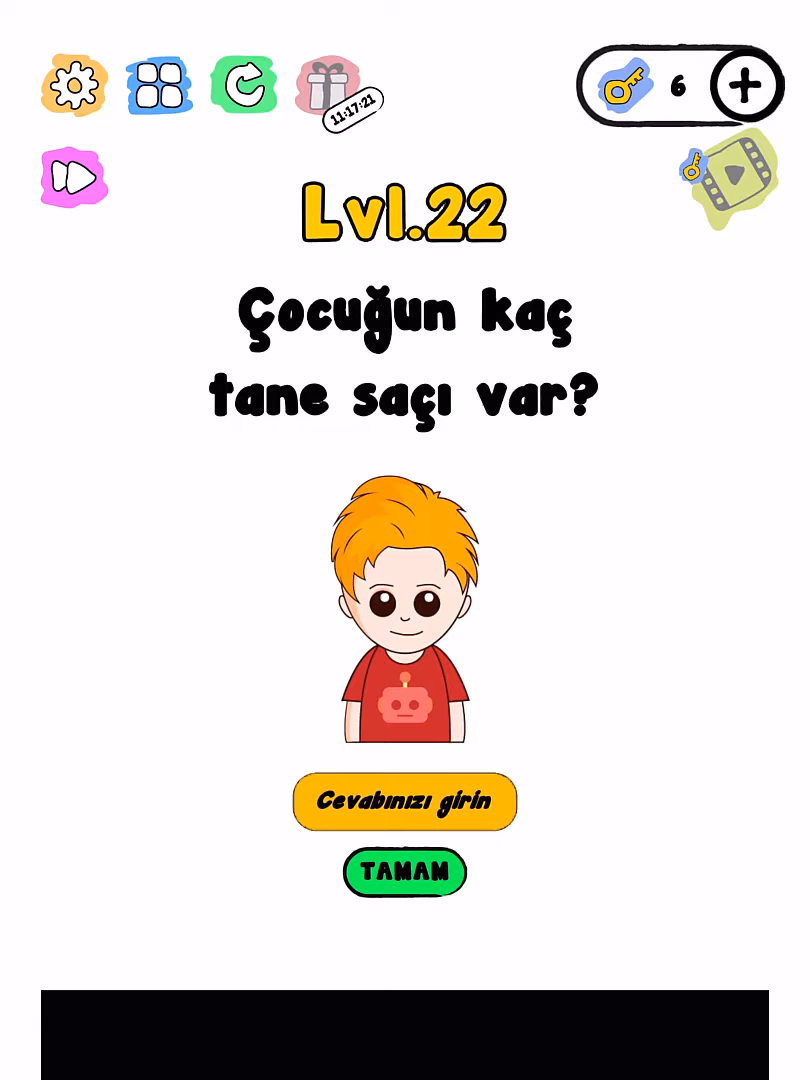 11:17:21
6
Lvl.22
Çocuğun kaç
tane saçı var?
Cevabınızı girin
TAMAM